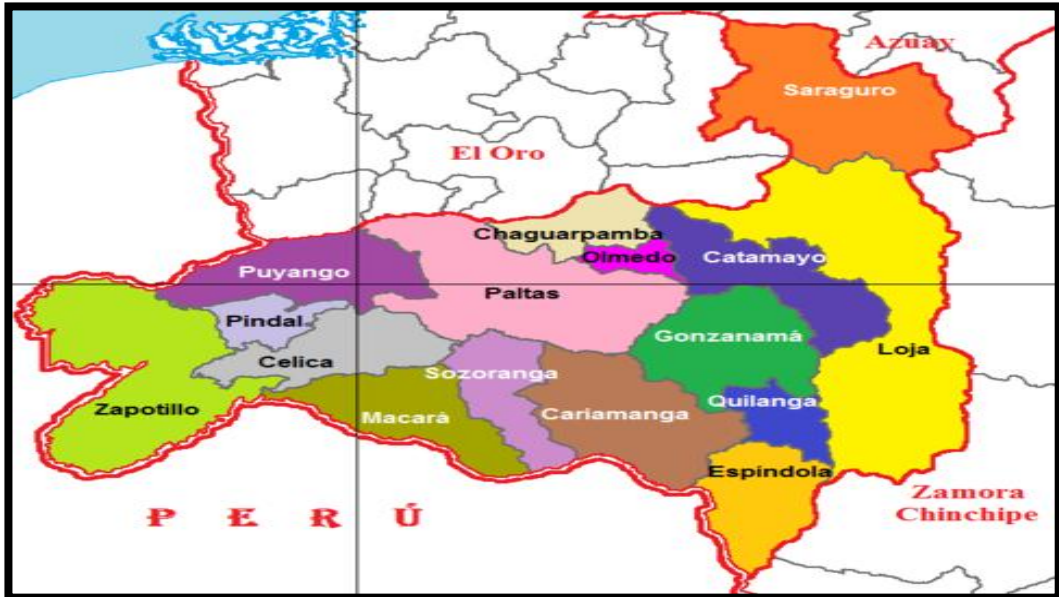 Azuay
Saraguro
El Oro
Chaguarpamba
Olmedo
Catamayo
Puyango
Paltas
Pindal
Gonzanamá
Loja
Celica
Sozoranga
Quilanga
Zapotillo
Macará
Cariamanga
Espíndola
Zamora
Chinchipe
PERÚ